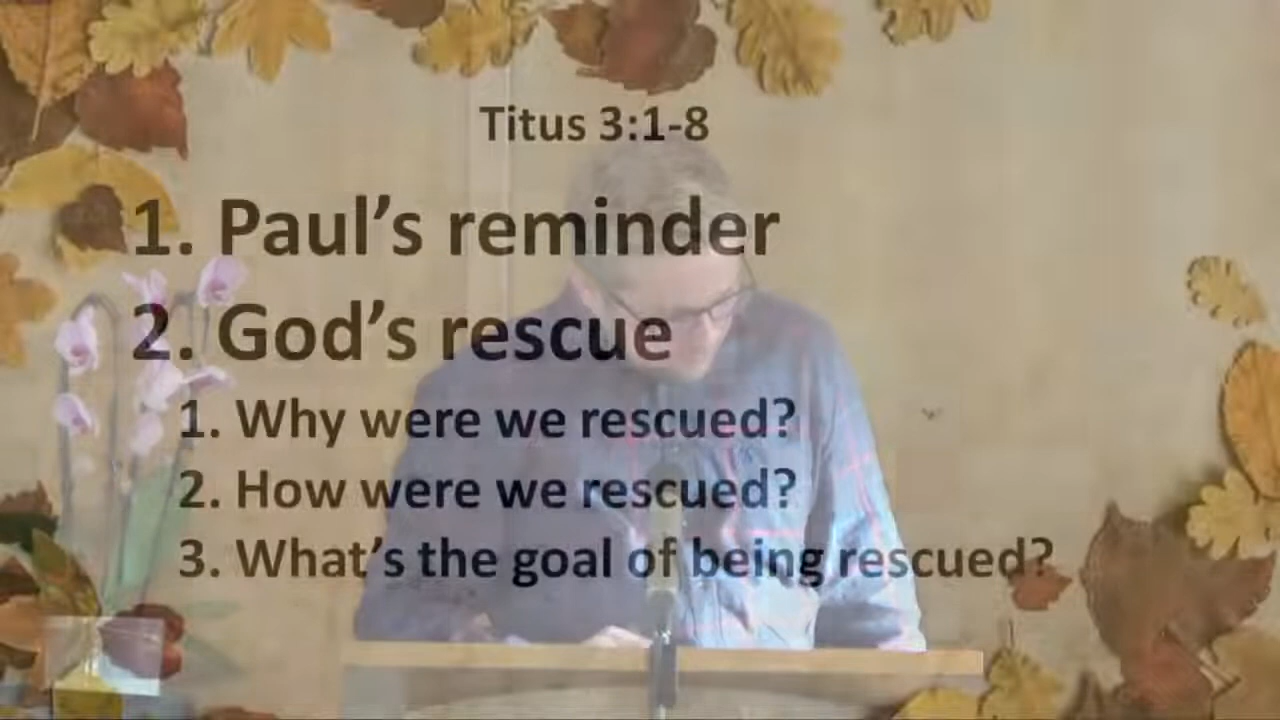 Titus 3:1-8
1. Paul’s reminder
2. God’s rescue
1. Why were we rescued?
2. How were we rescued?
3. What’s the goal of being rescued?